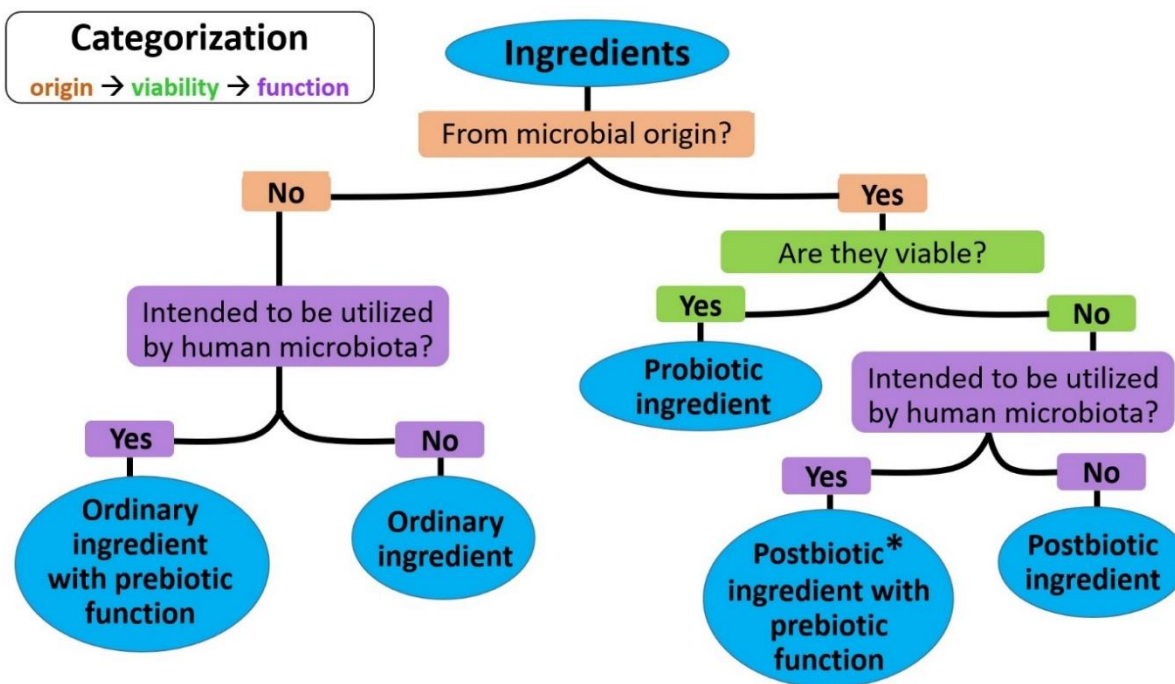 Categorization
origin → viability → function
Ingredients
From microbial origin?
No
Yes
Are they viable?
Yes
No
Intended to be utilized
by human microbiota?
Probiotic
ingredient
Intended to be utilized
by human microbiota?
Yes
No
Yes
No
Ordinary
ingredient
with prebiotic
function
Ordinary
ingredient
Postbiotic*
ingredient with
prebiotic
function
Postbiotic
ingredient